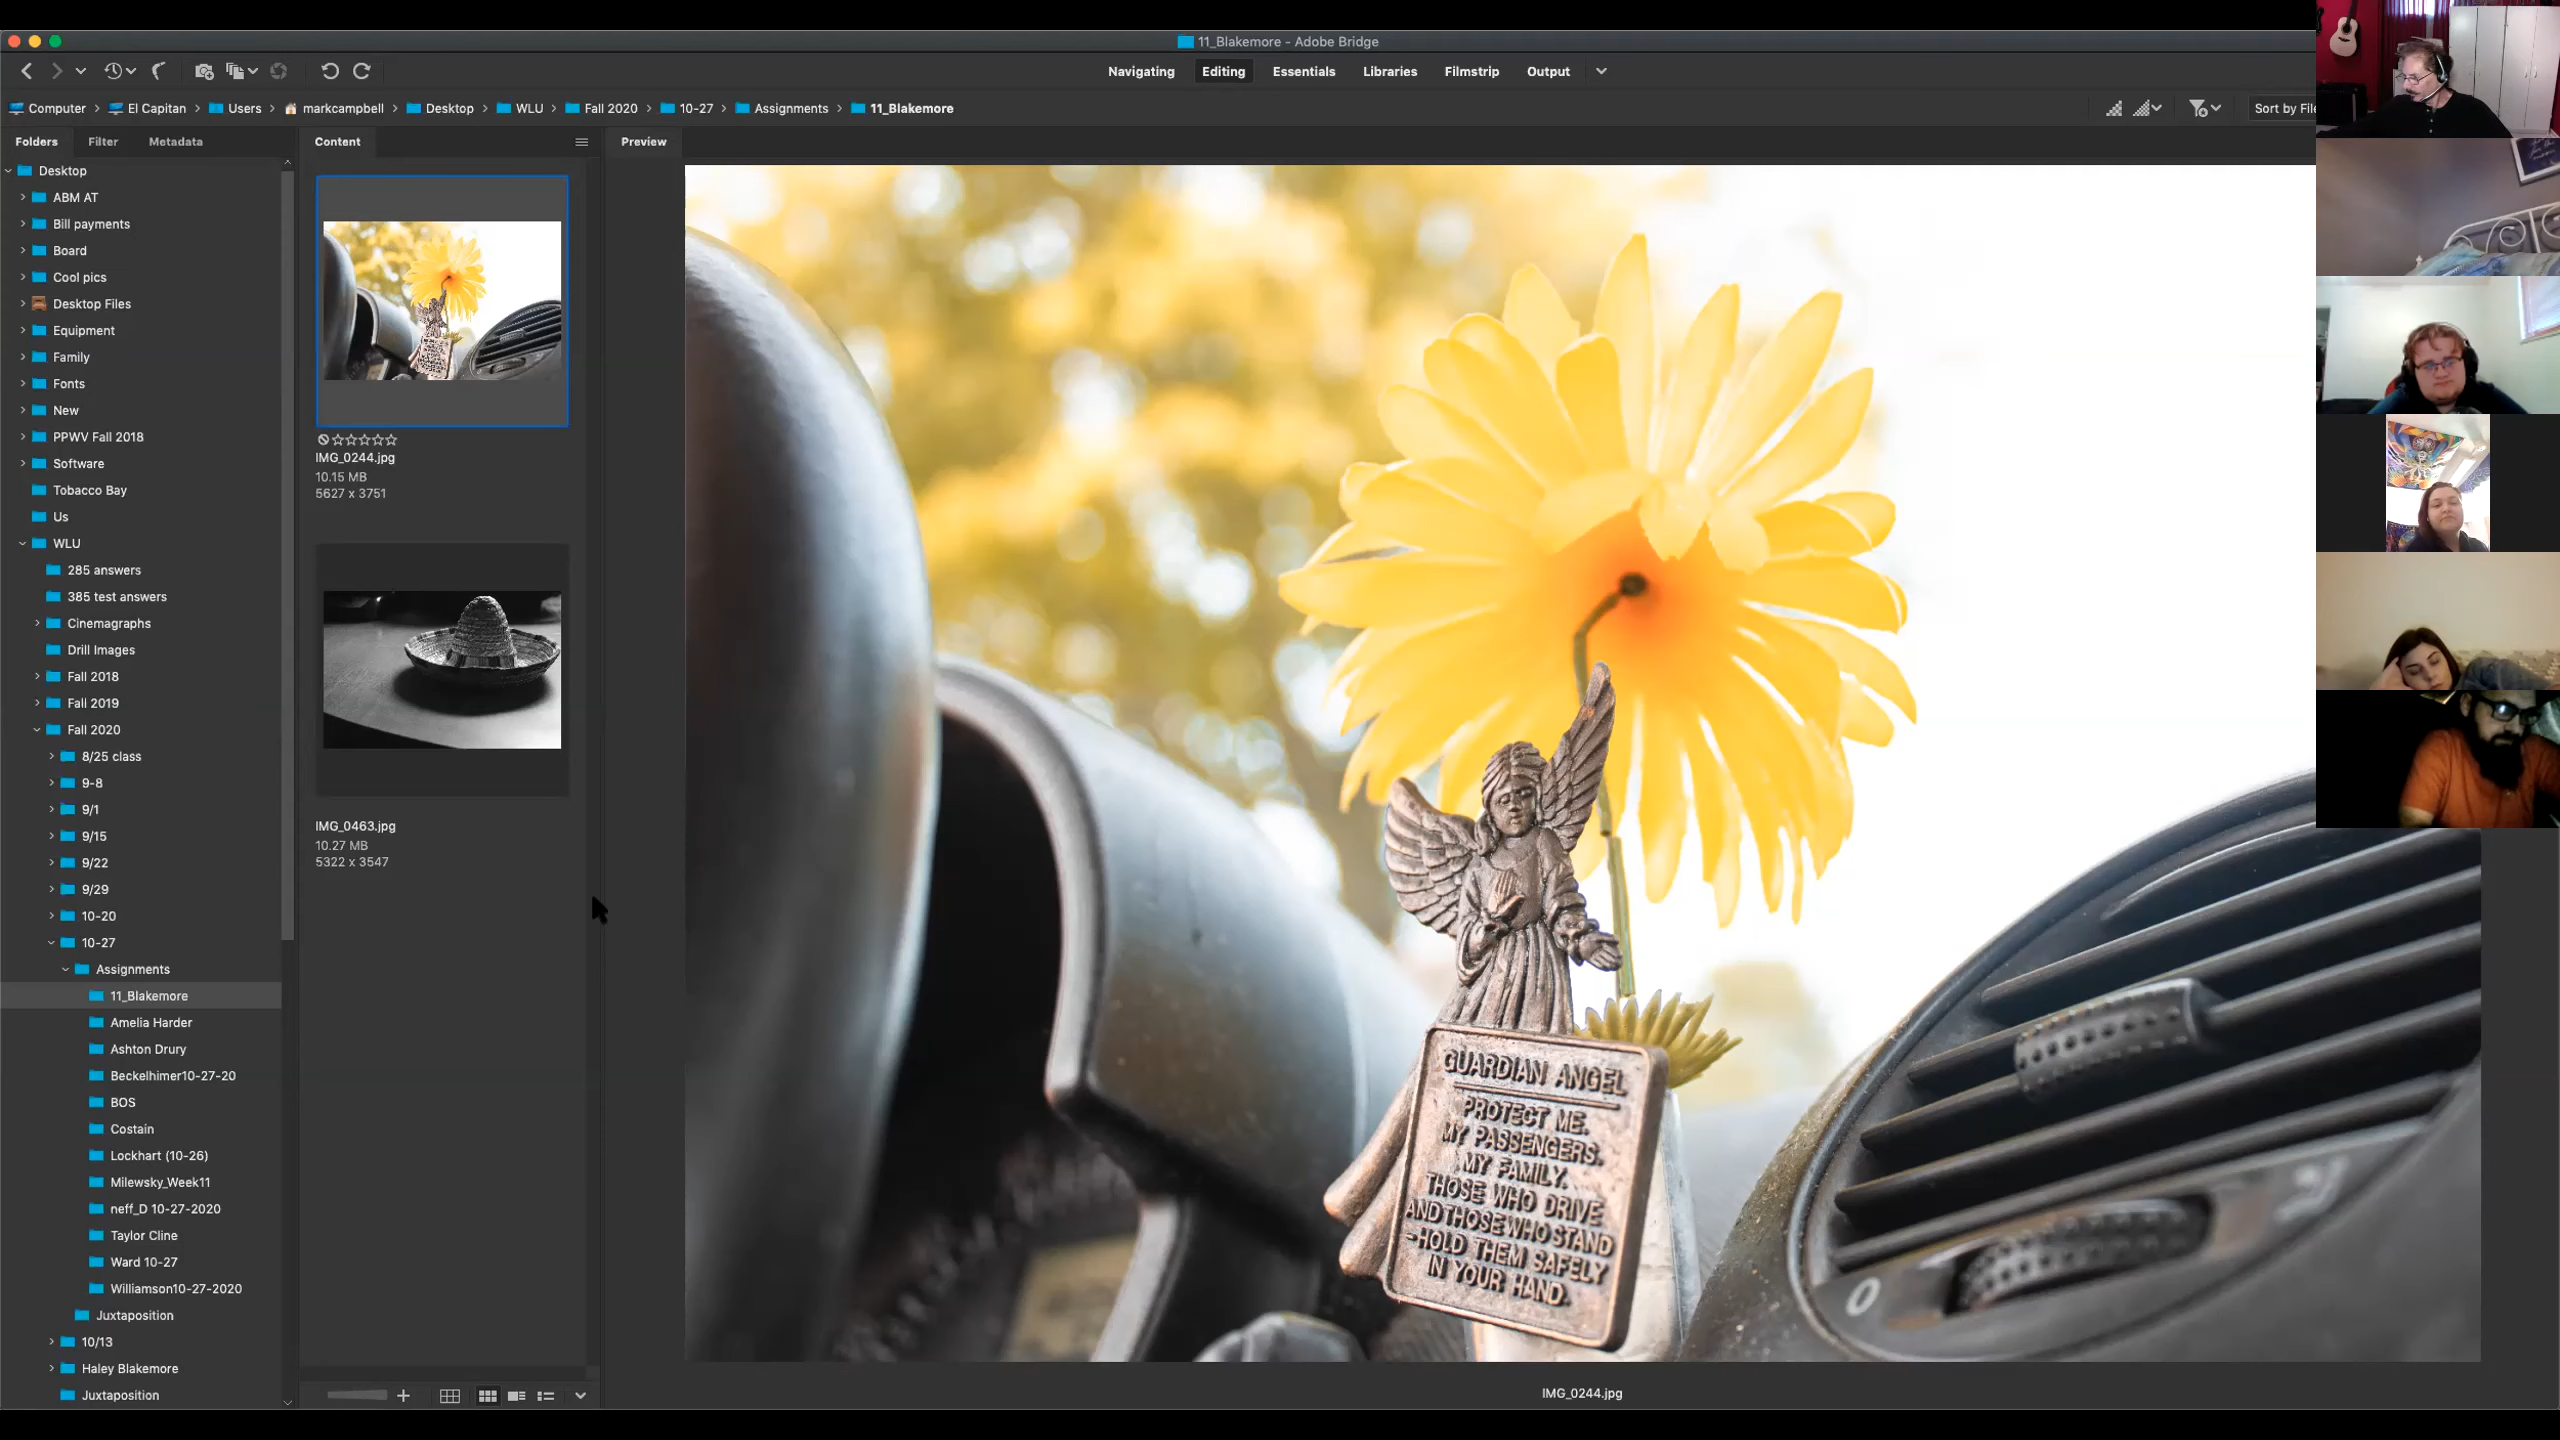 11_Blakemore - Adobe Bridge
Navigating Editing Essentials Libraries Filmstrip Output
Computer El Capitan Users markcampbell Desktop WLU Fall 2020 10-27 Assignments 11_Blakemore
Sort by File
Folders Filter Metadata
Desktop
ABM AT
Bill payments
Board
Cool pics
Desktop Files
Equipment
Family
Fonts
New
PPWV Fall 2018
Software
Tobacco Bay
Us
WLU
285 answers
385 test answers
Cinemagraphs
Drill Images
Fall 2018
Fall 2019
Fall 2020
8/25 class
9-8
9/1
9/15
9/22
9/29
10-20
10-27
Assignments
11_Blakemore
Amelia Harder
Ashton Drury
Beckelhimer10-27-20
BOS
Costain
Lockhart (10-26)
Milewsky_Week11
neff_D 10-27-2020
Taylor Cline
Ward 10-27
Williamson10-27-2020
Juxtaposition
10/13
Haley Blakemore
Juxtaposition
Content
IMG_0244.jpg
10.15 MB
5627 x 3751
IMG_0463.jpg
10.27 MB
5322 x 3547
Preview
GUARDIAN ANGEL
PROTECT ME.
MY PASSENGERS.
MY FAMILY.
THOSE WHO DRIVE
AND THOSE WHO STAND
-HOLD THEM SAFELY
IN YOUR HAND.
0
IMG_0244.jpg